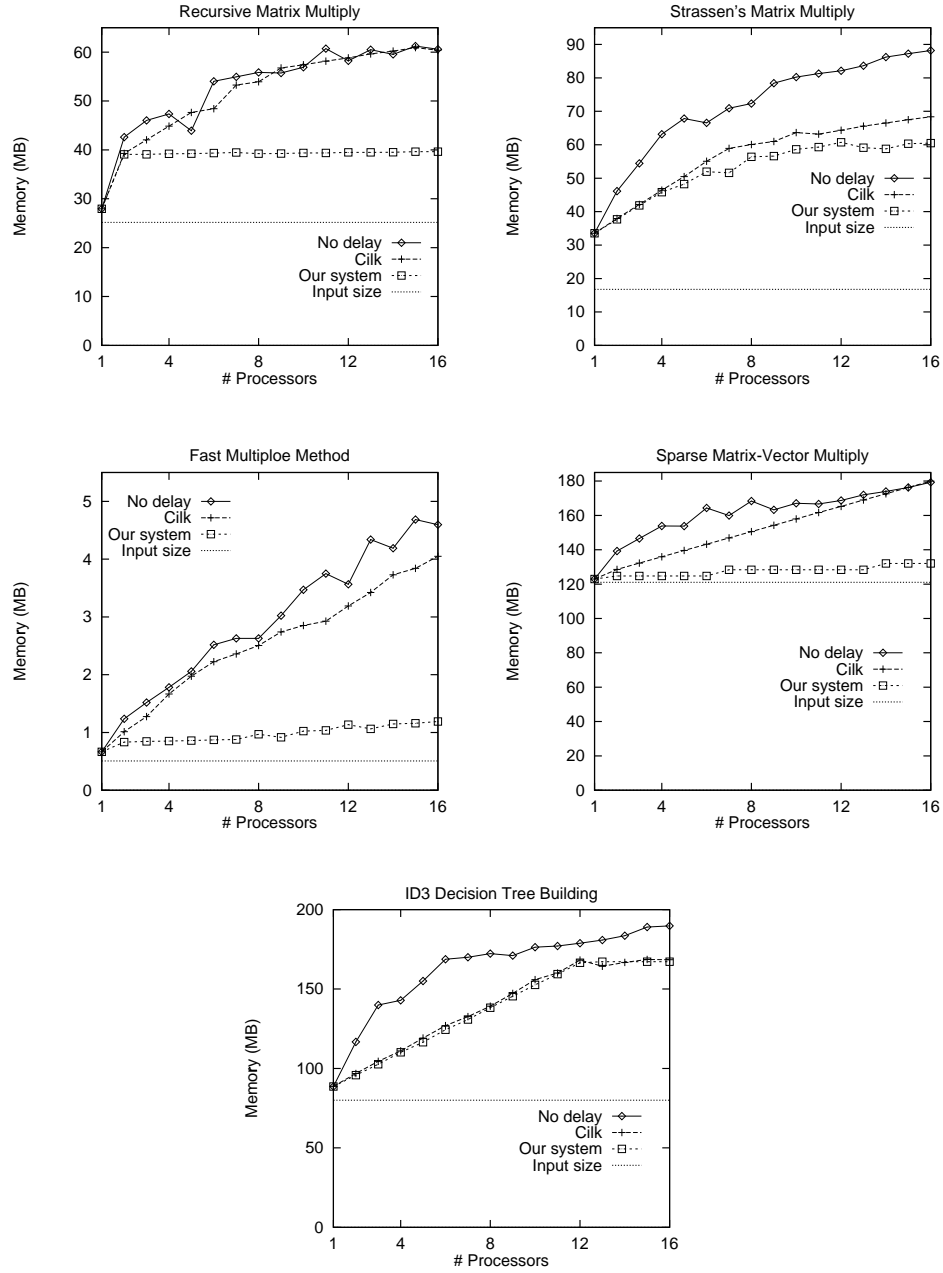 Recursive Matrix Multiply
Memory (MB)
60
50
40
30
20
10
0
No delay
Cilk
Our system
Input size
1 4 8 12 16
# Processors
Strassen's Matrix Multiply
Memory (MB)
90
80
70
60
50
40
30
20
10
0
No delay
Cilk
Our system
Input size
1 4 8 12 16
# Processors
Fast Multiploe Method
Memory (MB)
5
4
3
2
1
0
No delay
Cilk
Our system
Input size
1 4 8 12 16
# Processors
Sparse Matrix-Vector Multiply
Memory (MB)
180
160
140
120
100
80
60
40
20
0
No delay
Cilk
Our system
Input size
1 4 8 12 16
# Processors
ID3 Decision Tree Building
Memory (MB)
200
150
100
50
0
No delay
Cilk
Our system
Input size
1 4 8 12 16
# Processors